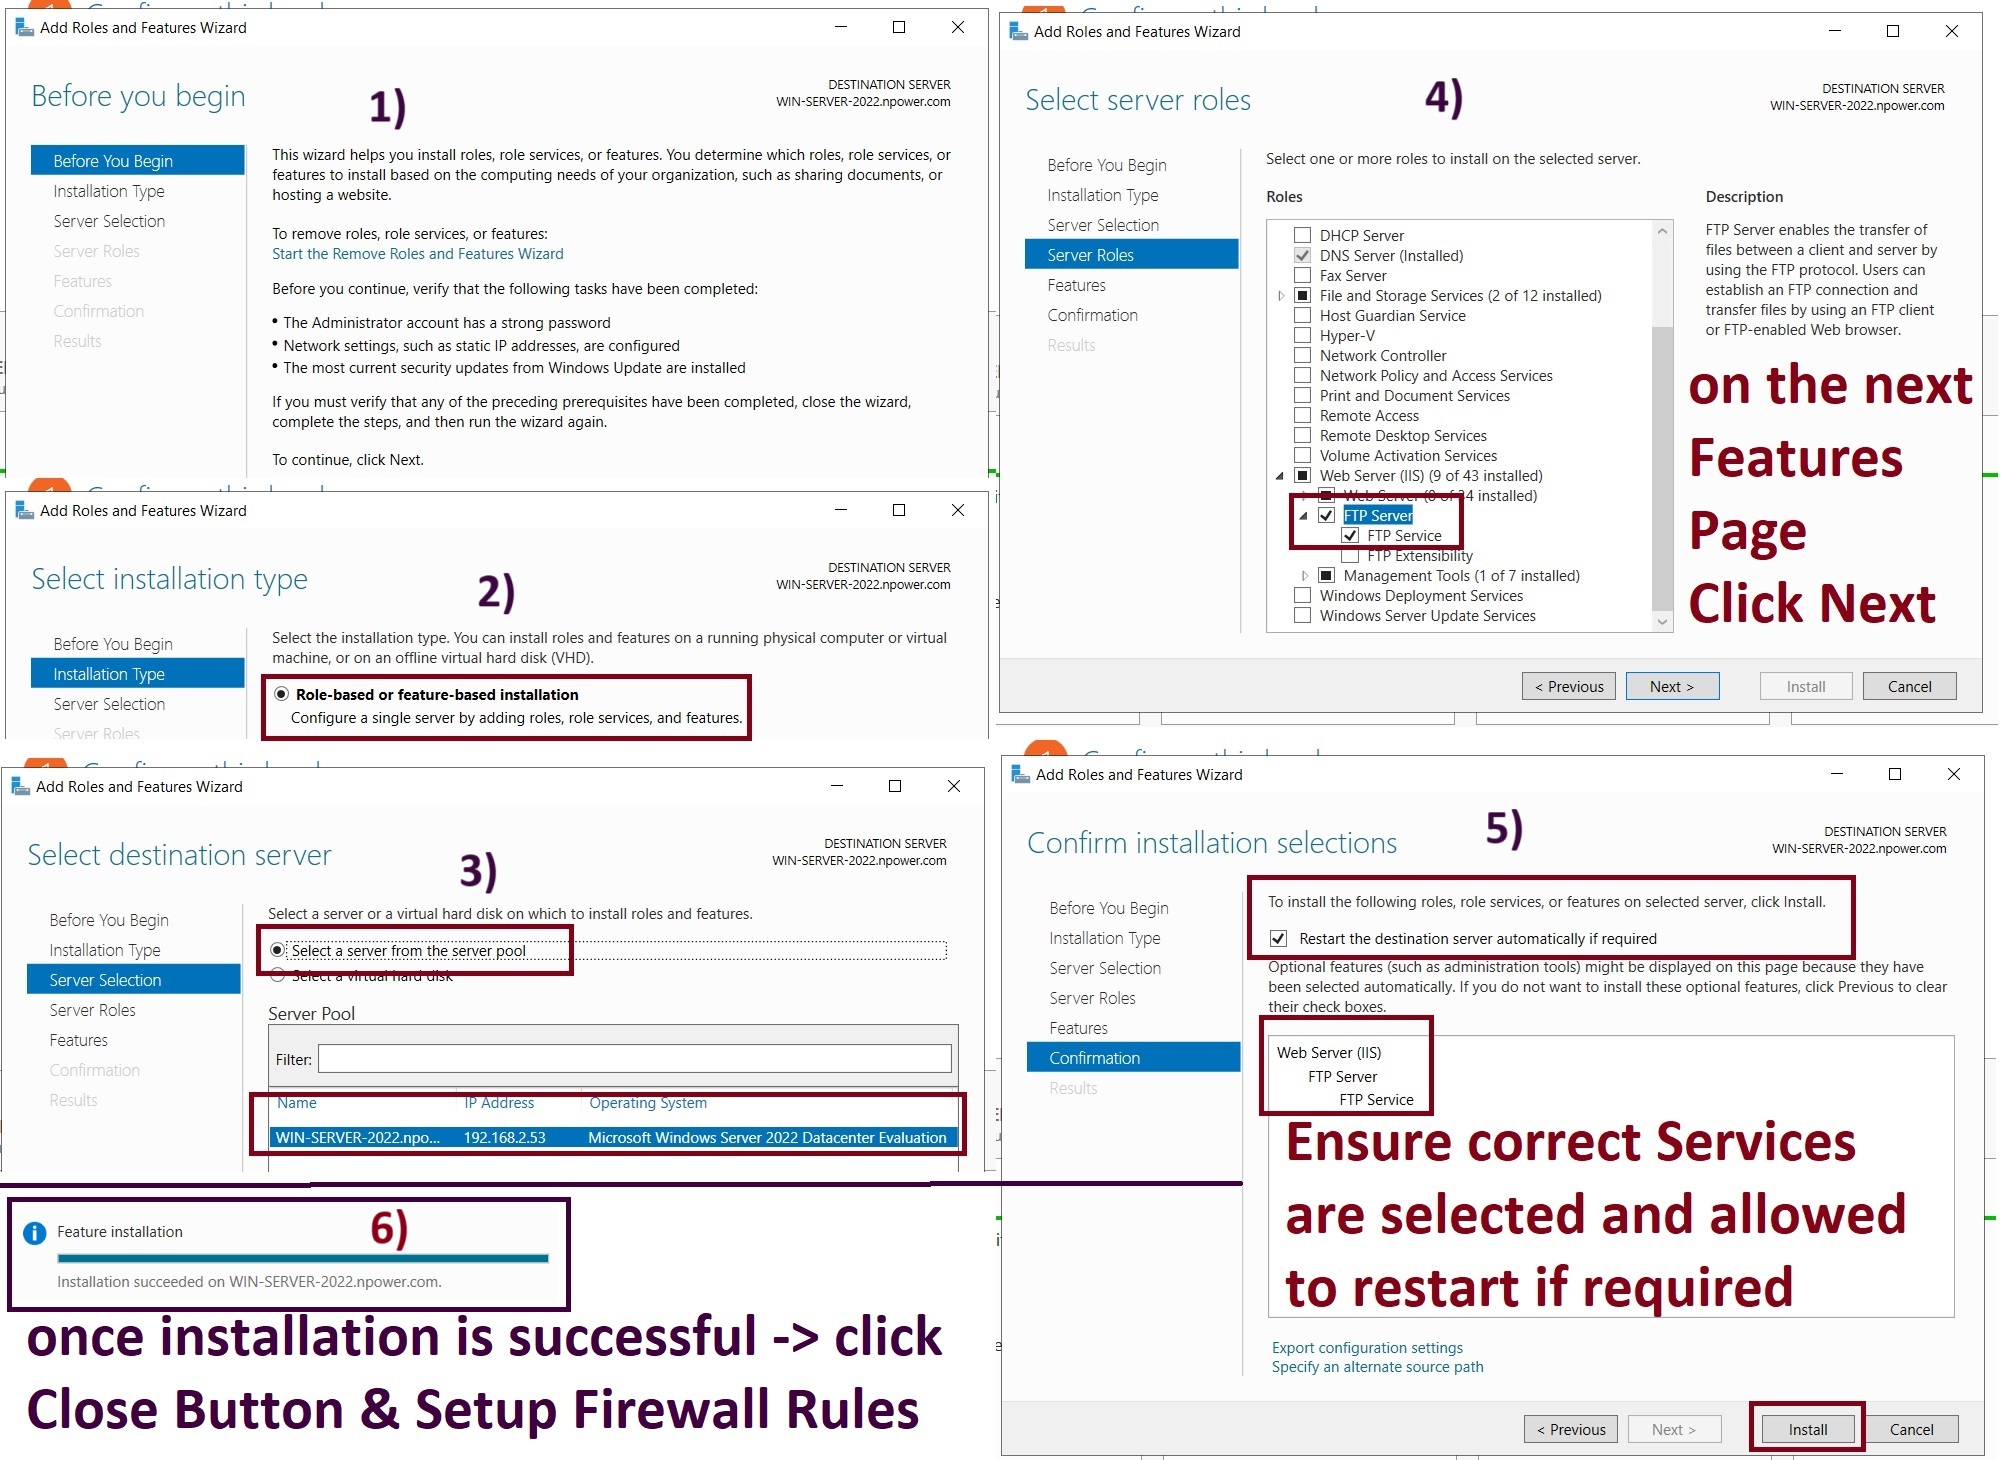 Add Roles and Features Wizard
Before you begin
1)
DESTINATION SERVER
WIN-SERVER-2022.npower.com
Before You Begin
Installation Type
Server Selection
Server Roles
Features
Confirmation
Results
This wizard helps you install roles, role services, or features. You determine which roles, role services, or
features to install based on the computing needs of your organization, such as sharing documents, or
hosting a website.
To remove roles, role services, or features:
Start the Remove Roles and Features Wizard
Before you continue, verify that the following tasks have been completed:
• The Administrator account has a strong password
• Network settings, such as static IP addresses, are configured
• The most current security updates from Windows Update are installed
If you must verify that any of the preceding prerequisites have been completed, close the wizard,
complete the steps, and then run the wizard again.
To continue, click Next.
Add Roles and Features Wizard
Select installation type
2)
DESTINATION SERVER
WIN-SERVER-2022.npower.com
Before You Begin
Installation Type
Server Selection
Server Roles
Select the installation type. You can install roles and features on a running physical computer or virtual
machine, or on an offline virtual hard disk (VHD).
Role-based or feature-based installation
Configure a single server by adding roles, role services, and features.
Add Roles and Features Wizard
Select destination server
3)
DESTINATION SERVER
WIN-SERVER-2022.npower.com
Before You Begin
Installation Type
Server Selection
Server Roles
Features
Confirmation
Results
Select a server or a virtual hard disk on which to install roles and features.
Select a server from the server pool
Select a virtual hard disk
Server Pool
Filter:
Name IP Address Operating System
WIN-SERVER-2022.npo... 192.168.2.53 Microsoft Windows Server 2022 Datacenter Evaluation
Add Roles and Features Wizard
Select server roles
4)
DESTINATION SERVER
WIN-SERVER-2022.npower.com
Before You Begin
Installation Type
Server Selection
Server Roles
Features
Confirmation
Results
Select one or more roles to install on the selected server.
Roles
DHCP Server
DNS Server (Installed)
Fax Server
File and Storage Services (2 of 12 installed)
Host Guardian Service
Hyper-V
Network Controller
Network Policy and Access Services
Print and Document Services
Remote Access
Remote Desktop Services
Volume Activation Services
Web Server (IIS) (9 of 43 installed)
Web Server (8 of 34 installed)
FTP Server
FTP Service
FTP Extensibility
Management Tools (1 of 7 installed)
Windows Deployment Services
Windows Server Update Services
Description
FTP Server enables the transfer of
files between a client and server by
using the FTP protocol. Users can
establish an FTP connection and
transfer files by using an FTP client
or FTP-enabled Web browser.
on the next
Features
Page
Click Next
< Previous
Next >
Install
Cancel
Add Roles and Features Wizard
Confirm installation selections
5)
DESTINATION SERVER
WIN-SERVER-2022.npower.com
Before You Begin
Installation Type
Server Selection
Server Roles
Features
Confirmation
Results
To install the following roles, role services, or features on selected server, click Install.
Restart the destination server automatically if required
Optional features (such as administration tools) might be displayed on this page because they have
been selected automatically. If you do not want to install these optional features, click Previous to clear
their check boxes.
Web Server (IIS)
FTP Server
FTP Service
Ensure correct Services
are selected and allowed
to restart if required
Export configuration settings
Specify an alternate source path
< Previous
Next >
Install
Cancel
6)
Feature installation
Installation succeeded on WIN-SERVER-2022.npower.com.
once installation is successful -> click
Close Button & Setup Firewall Rules